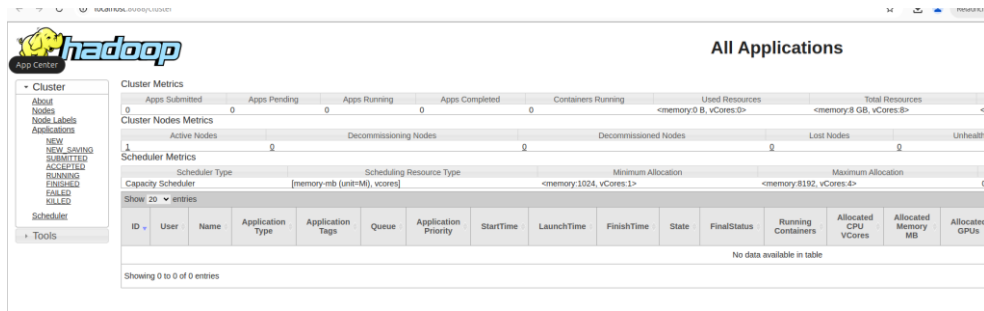 localhost:8088/cluster
hadoop
All Applications
App Center
Cluster
About
Nodes
Node Labels
Applications
NEW
NEW_SAVING
SUBMITTED
ACCEPTED
RUNNING
FINISHED
FAILED
KILLED
Scheduler
Tools
Cluster Metrics
Apps Submitted Apps Pending Apps Running Apps Completed Containers Running Used Resources Total Resources
0 0 0 0 0 <memory:0 B, vCores:0> <memory:8 GB, vCores:8> <
Cluster Nodes Metrics
Active Nodes Decommissioning Nodes Decommissioned Nodes Lost Nodes Unhealth
1 0 0 0 0
Scheduler Metrics
Scheduler Type Scheduling Resource Type Minimum Allocation Maximum Allocation
Capacity Scheduler [memory-mb (unit=Mi), vcores] <memory:1024, vCores:1> <memory:8192, vCores:4> 0
Show 20 entries
ID User Name Application Type Application Tags Queue Application Priority StartTime LaunchTime FinishTime State FinalStatus Running Containers Allocated CPU VCores Allocated Memory MB Allocated GPUs
No data available in table
Showing 0 to 0 of 0 entries